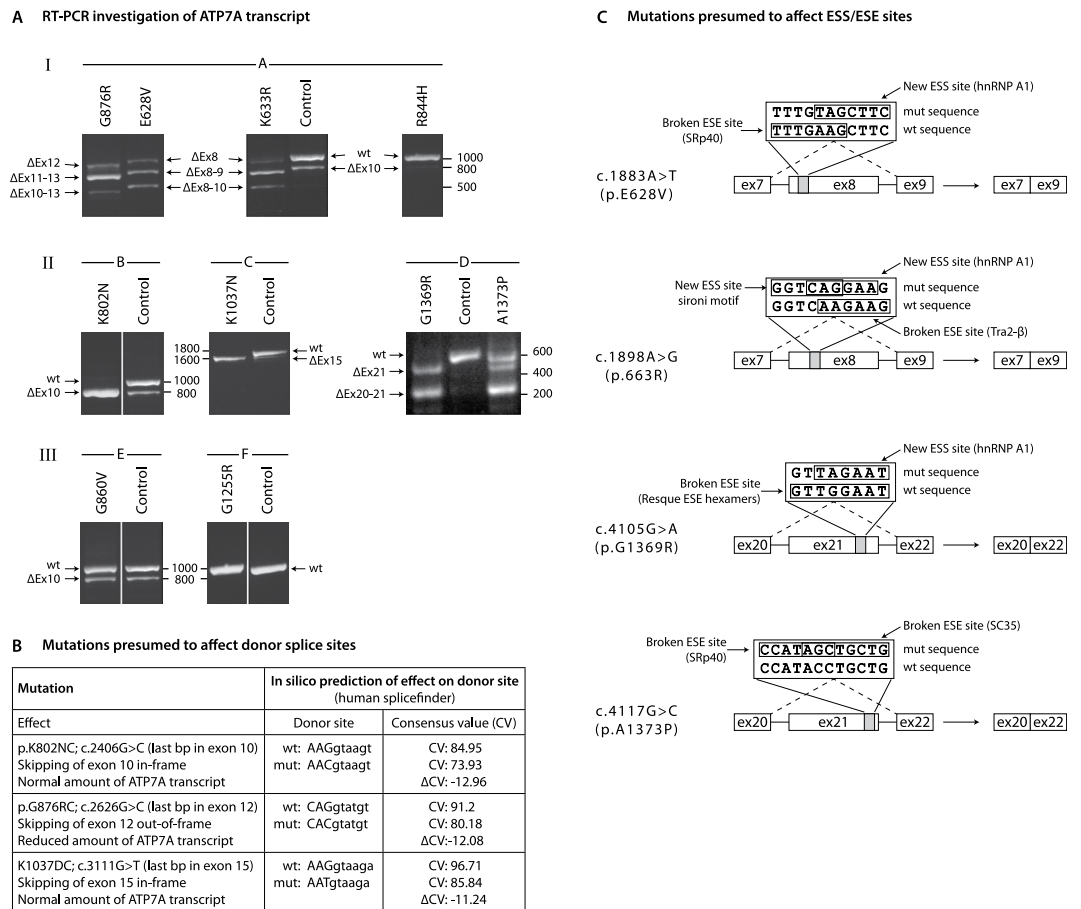 A RT-PCR investigation of ATP7A transcript
I
A
G876R
E628V
K633R
Control
R844H
ΔEx12
ΔEx11-13
ΔEx10-13
ΔEx8
ΔEx8-9
ΔEx8-10
wt
ΔEx10
1000
800
500
II
B
C
D
K802N
Control
K1037N
Control
G1369R
Control
A1373P
wt
ΔEx10
1000
800
1800
1600
wt
ΔEx15
wt
ΔEx21
ΔEx20-21
600
400
200
III
E
F
G860V
Control
G1255R
Control
wt
ΔEx10
1000
800
wt
B Mutations presumed to affect donor splice sites
Mutation
In silico prediction of effect on donor site
(human splicefinder)
Effect
Donor site
Consensus value (CV)
p.K802NC; c.2406G>C (last bp in exon 10)
Skipping of exon 10 in-frame
Normal amount of ATP7A transcript
wt: AAGgtaagt
mut: AACgtaagt
CV: 84.95
CV: 73.93
ΔCV: -12.96
p.G876RC; c.2626G>C (last bp in exon 12)
Skipping of exon 12 out-of-frame
Reduced amount of ATP7A transcript
wt: CAGgtatgt
mut: CACgtatgt
CV: 91.2
CV: 80.18
ΔCV:-12.08
K1037DC; c.3111G>T (last bp in exon 15)
Skipping of exon 15 in-frame
Normal amount of ATP7A transcript
wt: AAGgtaaga
mut: AATgtaaga
CV: 96.71
CV: 85.84
ΔCV: -11.24
C Mutations presumed to affect ESS/ESE sites
New ESS site (hnRNP A1)
TTTGTAGCTTC mut sequence
Broken ESE site
(SRp40)
TTTGAAGCTTC wt sequence
c.1883A>T
(p.E628V)
ex7
ex8
ex9
ex7 ex9
New ESS site (hnRNP A1)
New ESS site
sironi motif
GGTCAGGAAG mut sequence
GGTCAAGAAG wt sequence
Broken ESE site (Tra2-β)
c.1898A>G
(p.663R)
ex7
ex8
ex9
ex7 ex9
New ESS site (hnRNP A1)
GTTAGAAT mut sequence
Broken ESE site
(Resque ESE hexamers)
GTTGGAAT wt sequence
c.4105G>A
(p.G1369R)
ex20
ex21
ex22
ex20 ex22
Broken ESE site (SC35)
Broken ESE site
(SRp40)
CCATAGCTGCTG mut sequence
CCATACCTGCTG wt sequence
c.4117G>C
(p.A1373P)
ex20
ex21
ex22
ex20 ex22